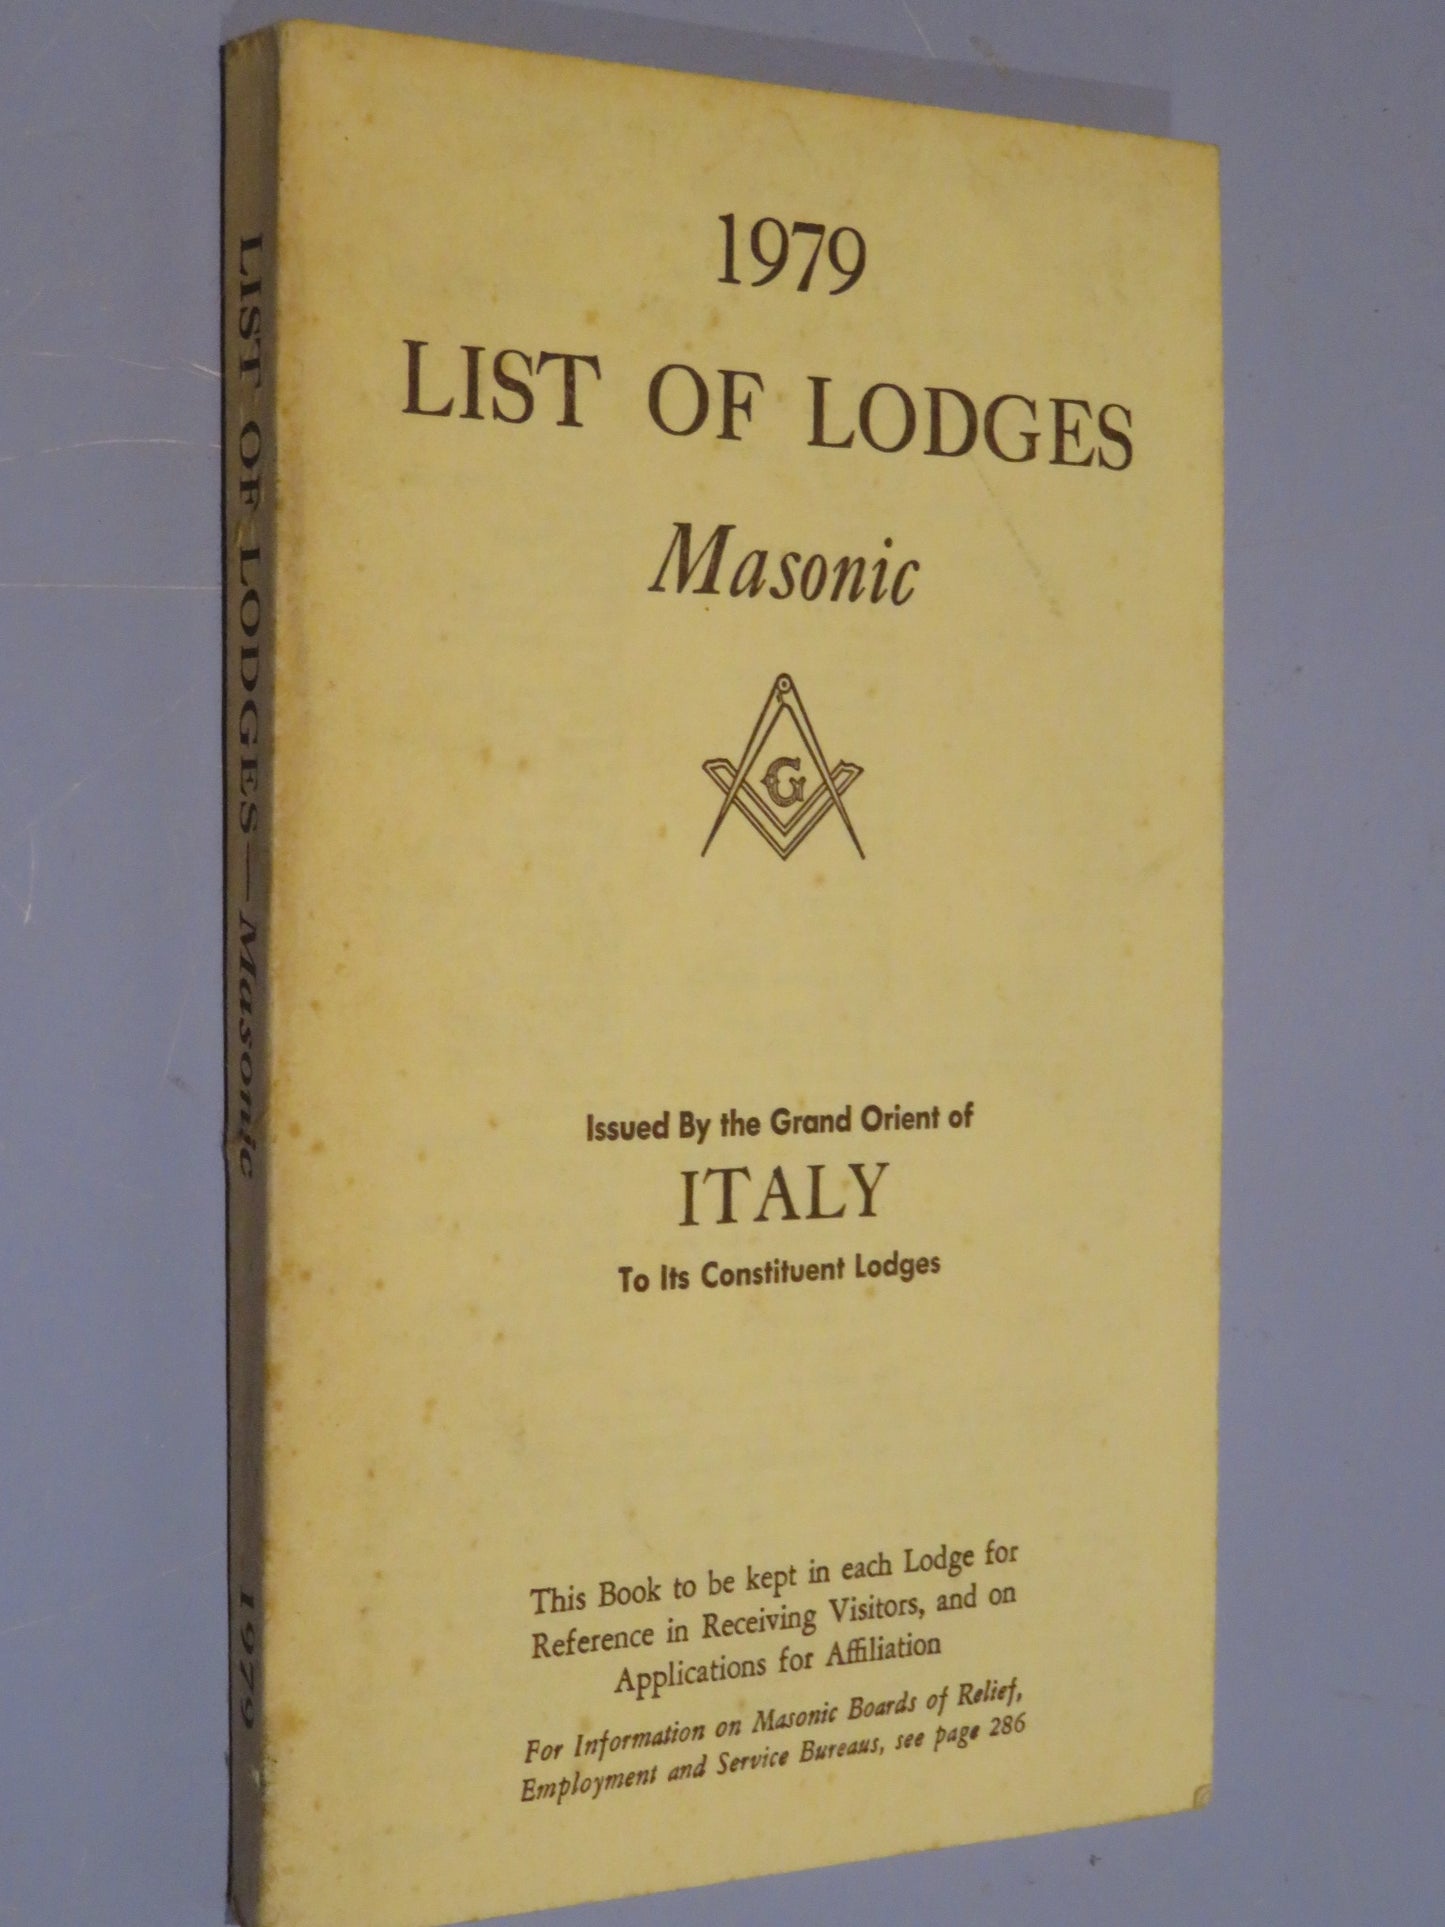 LIST OF LODGES—Masonic 1979
1979
LIST OF LODGES
Masonic
G
Issued By the Grand Orient of
ITALY
To Its Constituent Lodges
This Book to be kept in each Lodge for
Reference in Receiving Visitors, and on
Applications for Affiliation
For Information on Masonic Boards of Relief,
Employment and Service Bureaus, see page 286